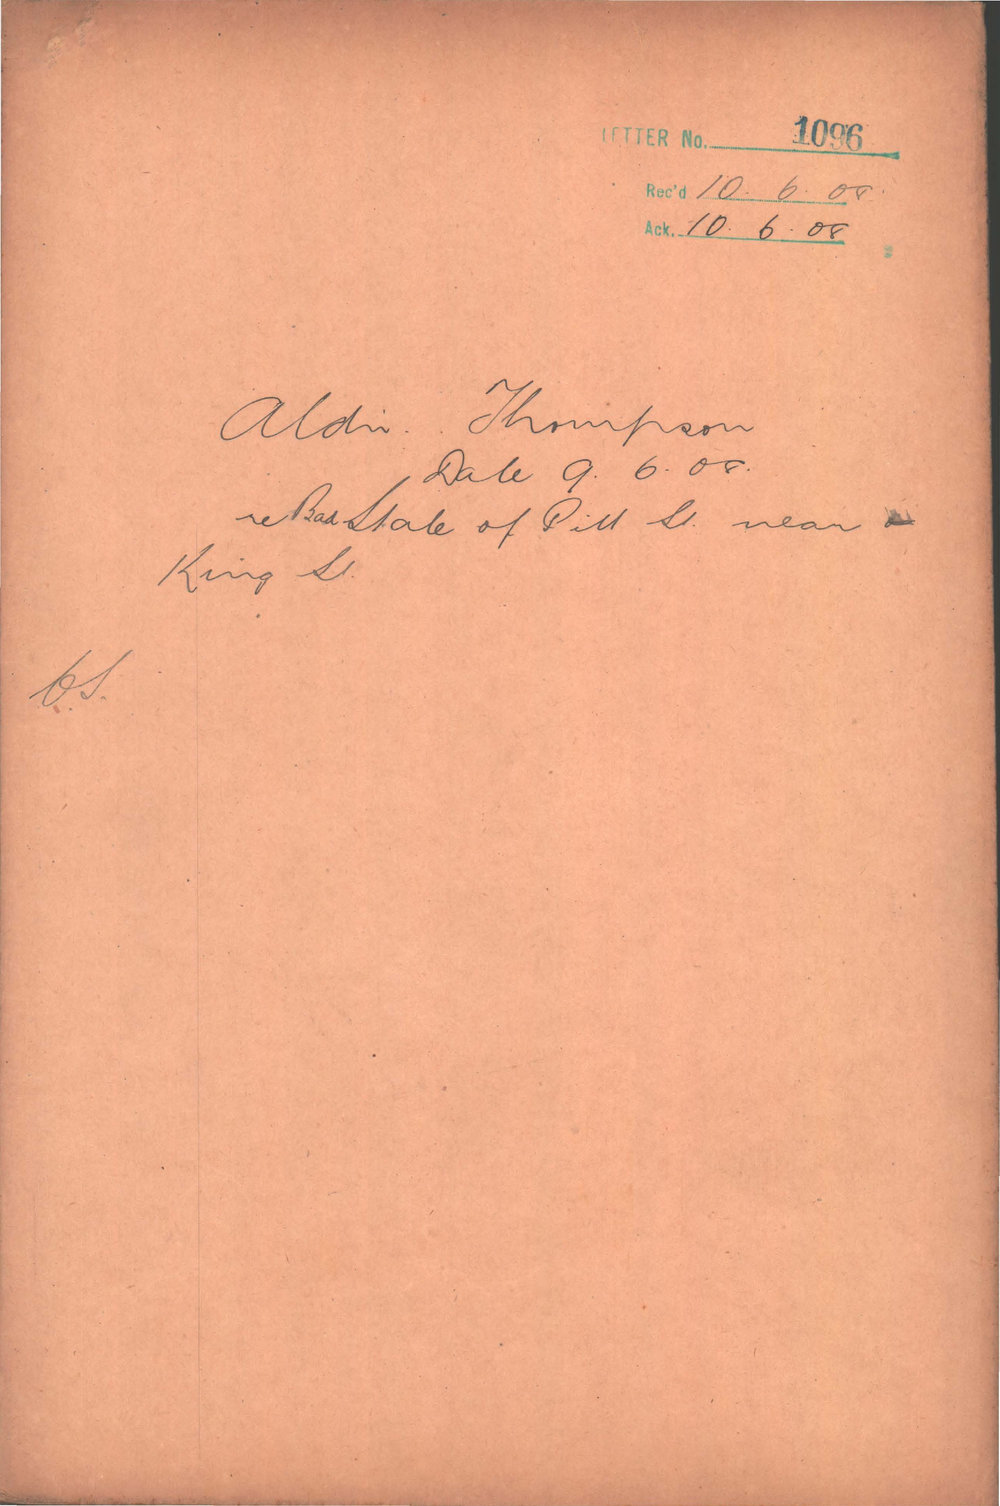 LETTER No. 1096
Rec'd 10. 6. 08.
Ack. 10. 6. 08
Aldn. Thompson
Date 9. 6. 08.
re Bad State of Pitt St. near
King St.